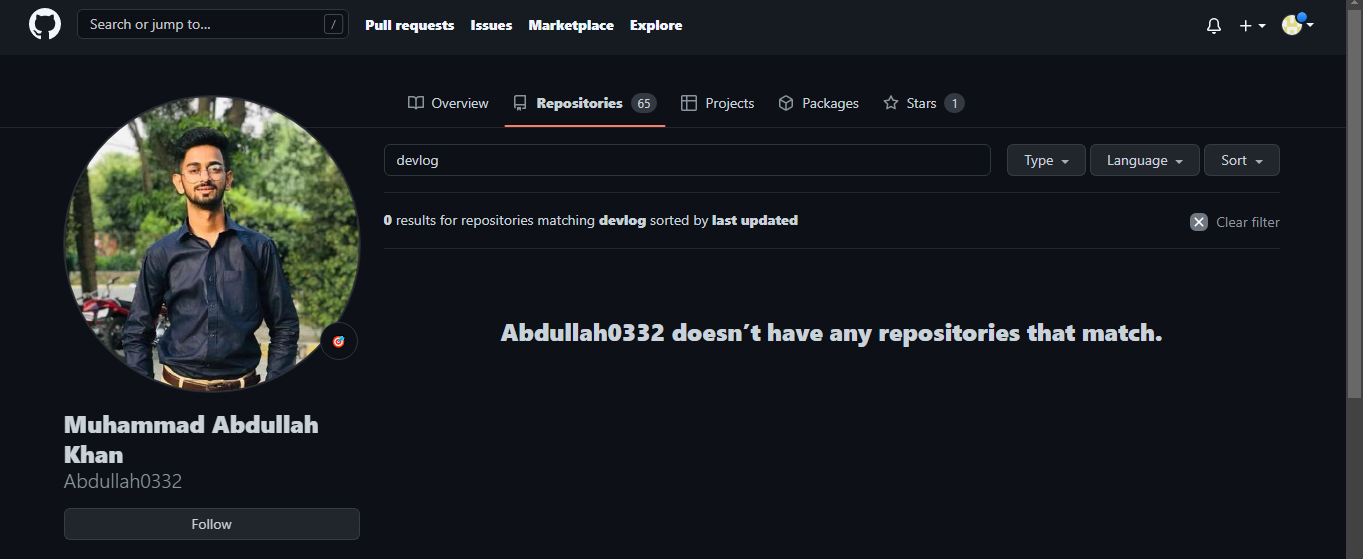 Search or jump to... /
Pull requests Issues Marketplace Explore
Overview Repositories 65 Projects Packages Stars 1
devlog
Type Language Sort
0 results for repositories matching devlog sorted by last updated
Clear filter
Abdullah0332 doesn’t have any repositories that match.
Muhammad Abdullah
Khan
Abdullah0332
Follow